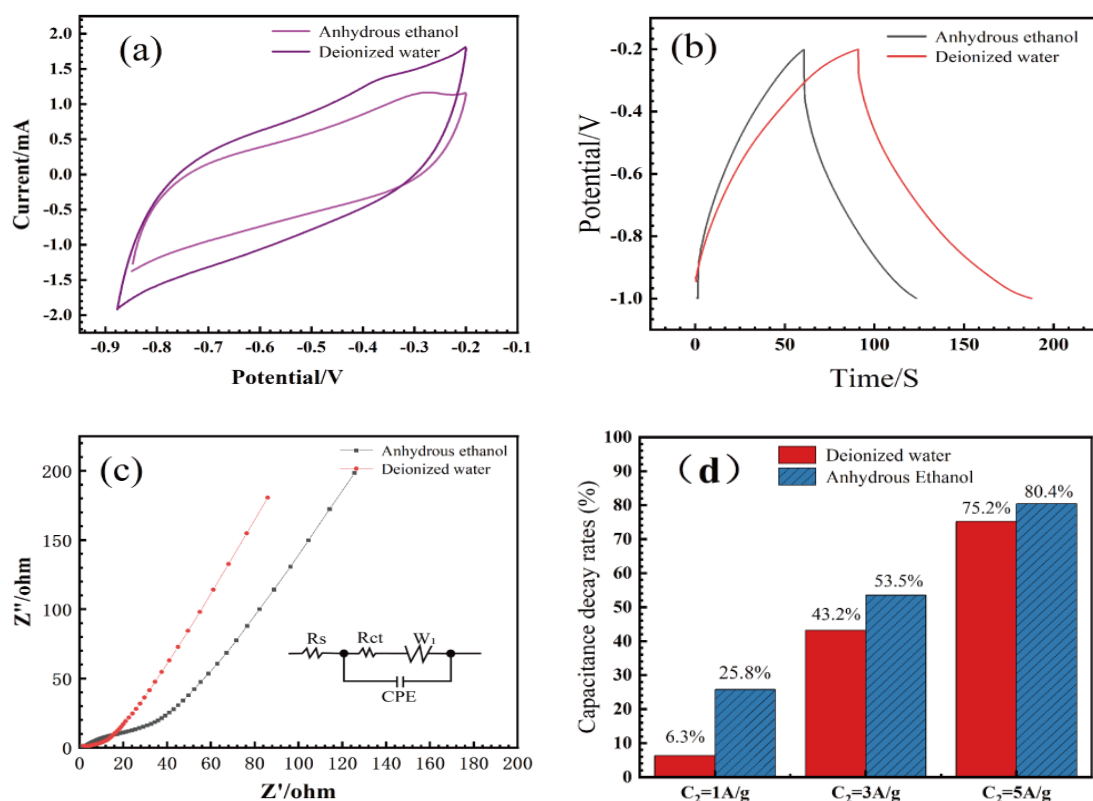 (a)
Anhydrous ethanol
Deionized water
Current/mA
2.0
1.5
1.0
0.5
0.0
-0.5
-1.0
-1.5
-2.0
-0.9 -0.8 -0.7 -0.6 -0.5 -0.4 -0.3 -0.2 -0.1
Potential/V
(b)
Anhydrous ethanol
Deionized water
Potential/V
-0.2
-0.4
-0.6
-0.8
-1.0
0 50 100 150 200
Time/S
(c)
Anhydrous ethanol
Deionized water
Z''/ohm
200
150
100
50
0
Rs Rct W1
CPE
0 20 40 60 80 100 120 140 160 180 200
Z'/ohm
(d)
Deionized water
Anhydrous Ethanol
Capacitance decay rates (%)
100
90
80
70
60
50
40
30
20
10
0
6.3% 25.8% 43.2% 53.5% 75.2% 80.4%
C2=1A/g C2=3A/g C2=5A/g